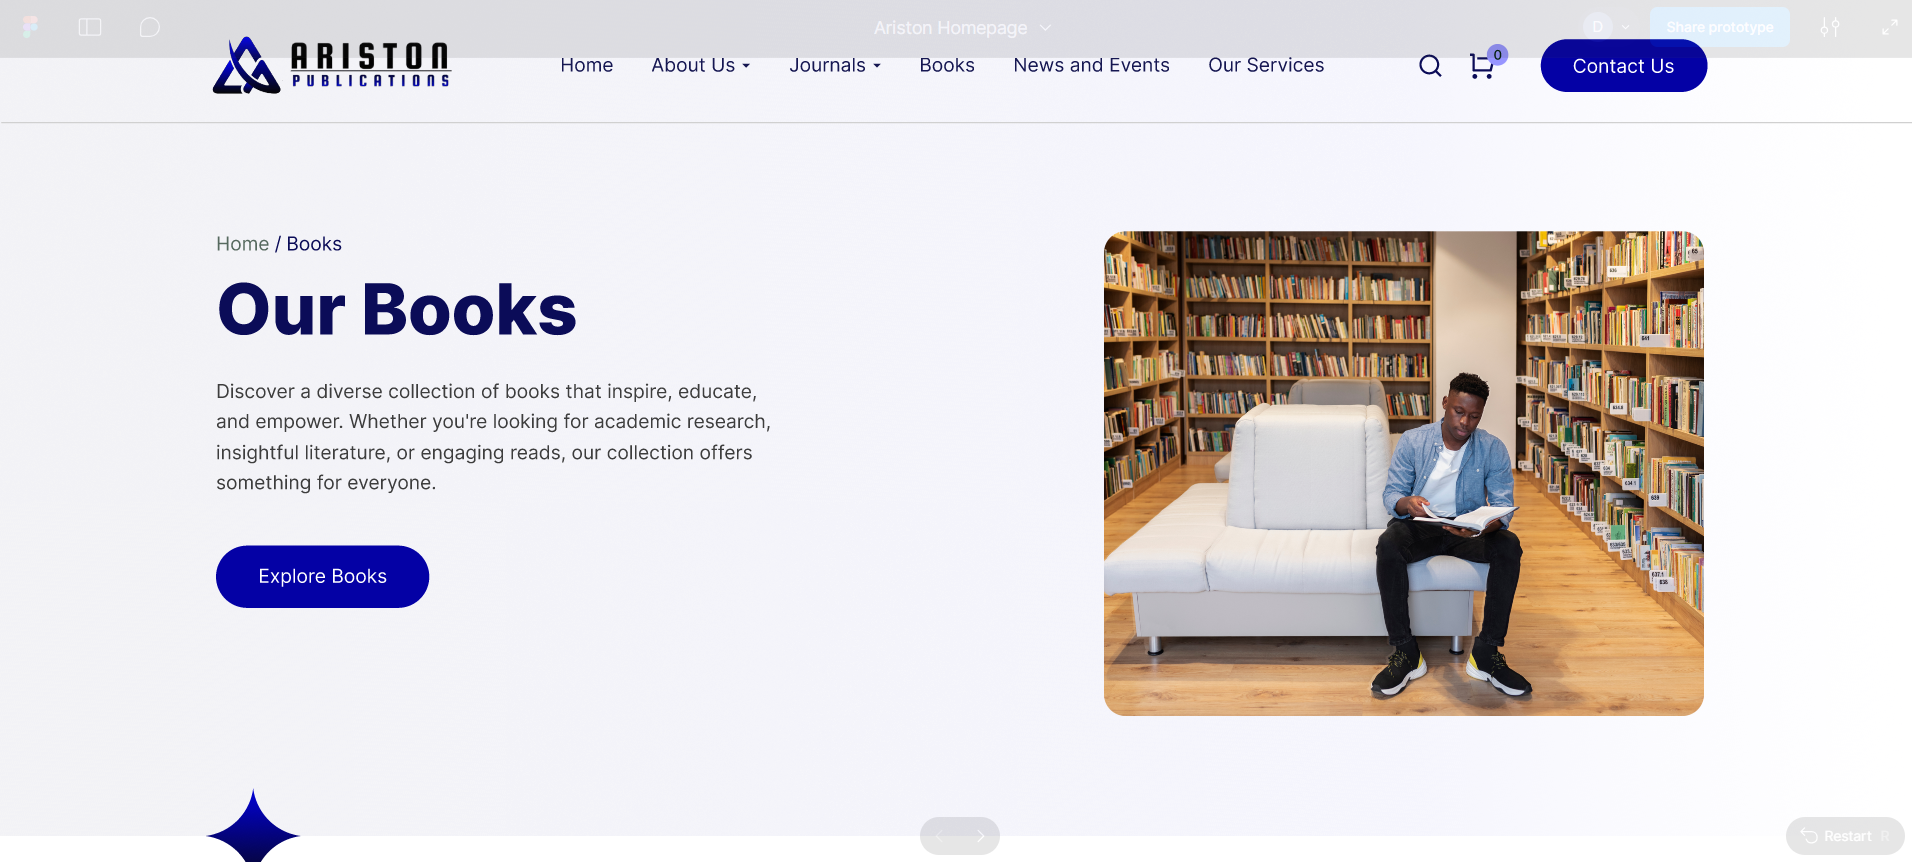 Ariston Homepage
D
Share prototype
ARISTON
PUBLICATIONS
Home
About Us
Journals
Books
News and Events
Our Services
0
Contact Us
Home / Books
Our Books
Discover a diverse collection of books that inspire, educate,
and empower. Whether you're looking for academic research,
insightful literature, or engaging reads, our collection offers
something for everyone.
Explore Books
641
639
Restart R